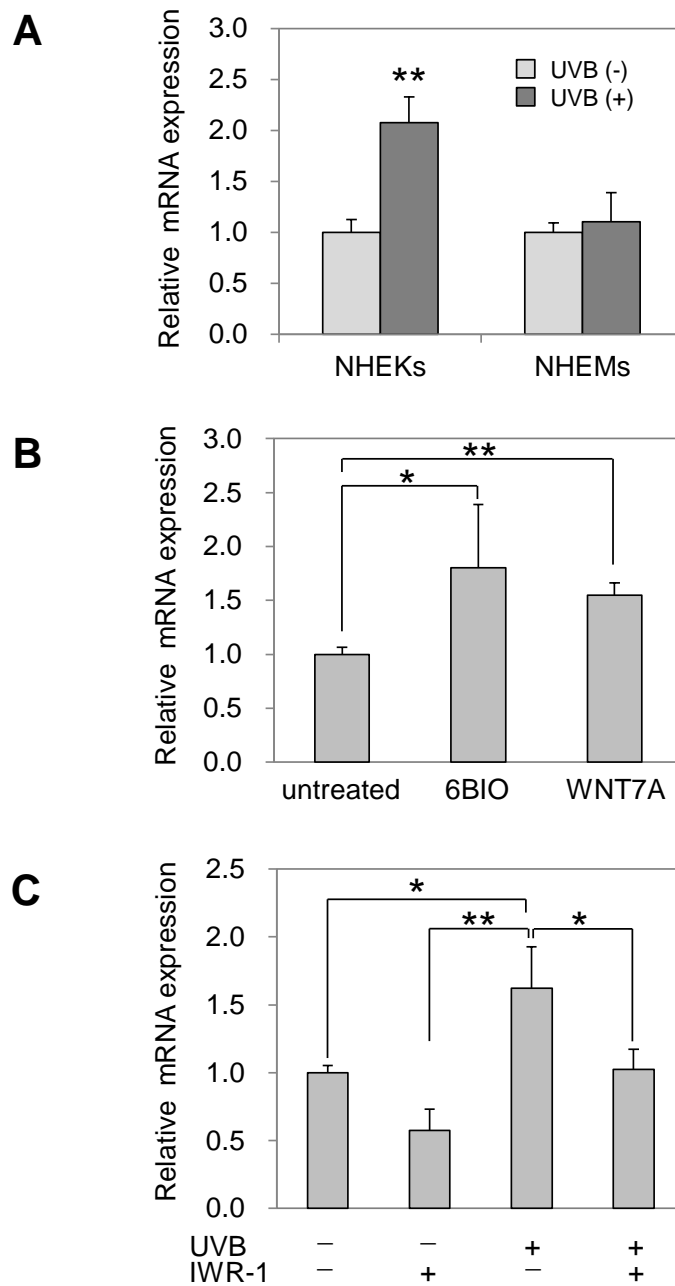 A
Relative mRNA expression
3.0
2.5
2.0
1.5
1.0
0.5
0.0
**
UVB (-)
UVB (+)
NHEKs NHEMs
B
Relative mRNA expression
3.0
2.5
2.0
1.5
1.0
0.5
0.0
**
*
untreated 6BIO WNT7A
C
Relative mRNA expression
2.5
2.0
1.5
1.0
0.5
0.0
*
** *
UVB − − + +
IWR-1 − + − +